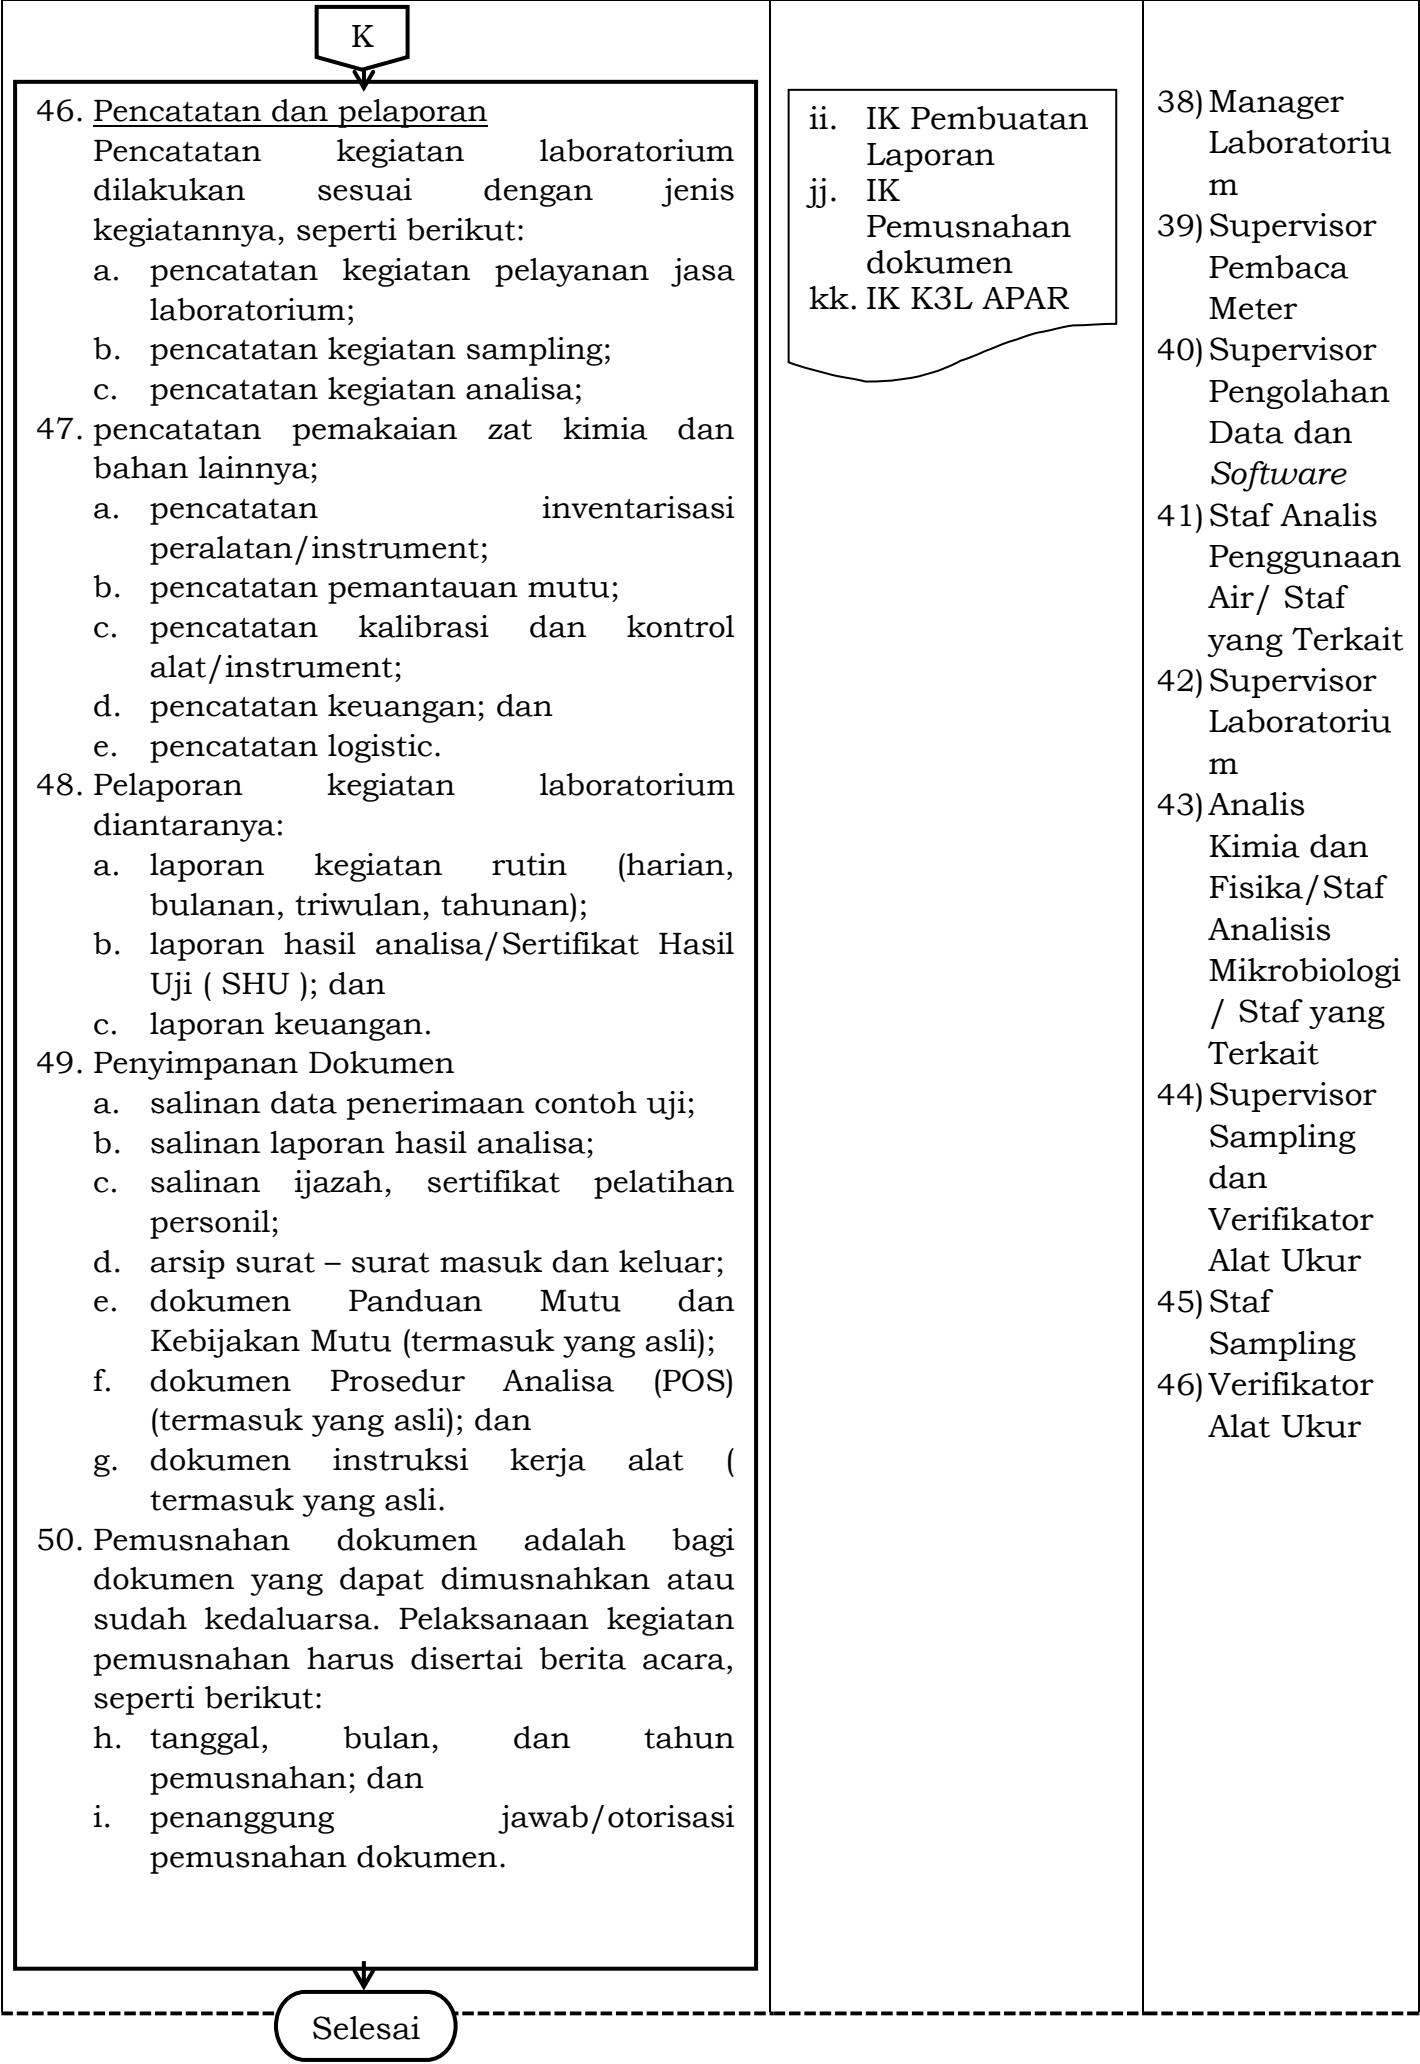 K
46. Pencatatan dan pelaporan
Pencatatan kegiatan laboratorium
dilakukan sesuai dengan jenis
kegiatannya, seperti berikut:
a. pencatatan kegiatan pelayanan jasa
laboratorium;
b. pencatatan kegiatan sampling;
c. pencatatan kegiatan analisa;
47. pencatatan pemakaian zat kimia dan
bahan lainnya;
a. pencatatan inventarisasi
peralatan/instrument;
b. pencatatan pemantauan mutu;
c. pencatatan kalibrasi dan kontrol
alat/instrument;
d. pencatatan keuangan; dan
e. pencatatan logistic.
48. Pelaporan kegiatan laboratorium
diantaranya:
a. laporan kegiatan rutin (harian,
bulanan, triwulan, tahunan);
b. laporan hasil analisa/Sertifikat Hasil
Uji ( SHU ); dan
c. laporan keuangan.
49. Penyimpanan Dokumen
a. salinan data penerimaan contoh uji;
b. salinan laporan hasil analisa;
c. salinan ijazah, sertifikat pelatihan
personil;
d. arsip surat – surat masuk dan keluar;
e. dokumen Panduan Mutu dan
Kebijakan Mutu (termasuk yang asli);
f. dokumen Prosedur Analisa (POS)
(termasuk yang asli); dan
g. dokumen instruksi kerja alat (
termasuk yang asli.
50. Pemusnahan dokumen adalah bagi
dokumen yang dapat dimusnahkan atau
sudah kedaluarsa. Pelaksanaan kegiatan
pemusnahan harus disertai berita acara,
seperti berikut:
h. tanggal, bulan, dan tahun
pemusnahan; dan
i. penanggung jawab/otorisasi
pemusnahan dokumen.
Selesai
ii. IK Pembuatan
Laporan
jj. IK
Pemusnahan
dokumen
kk. IK K3L APAR
38) Manager
Laboratoriu
m
39) Supervisor
Pembaca
Meter
40) Supervisor
Pengolahan
Data dan
Software
41) Staf Analis
Penggunaan
Air/ Staf
yang Terkait
42) Supervisor
Laboratoriu
m
43) Analis
Kimia dan
Fisika/Staf
Analisis
Mikrobiologi
/ Staf yang
Terkait
44) Supervisor
Sampling
dan
Verifikator
Alat Ukur
45) Staf
Sampling
46) Verifikator
Alat Ukur